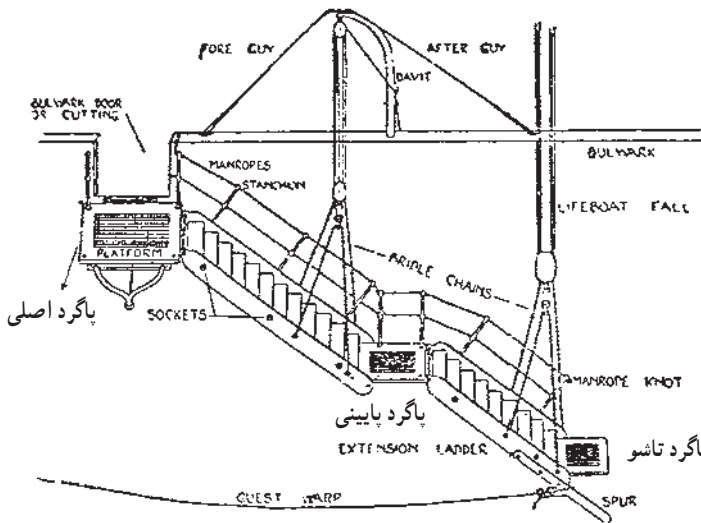 FORE GUY
AFTER GUY
DAVIT
BULWARK DOOR
OR CUTTING
BULWARK
MANROPES
STANCHION
LIFEBOAT FALL
PLATFORM
BRIDLE CHAINS
پاگرد اصلی
SOCKETS
MANROPE KNOT
پاگرد پایینی
EXTENSION LADDER
پاگرد تاشو
GUEST WARP
SPUR